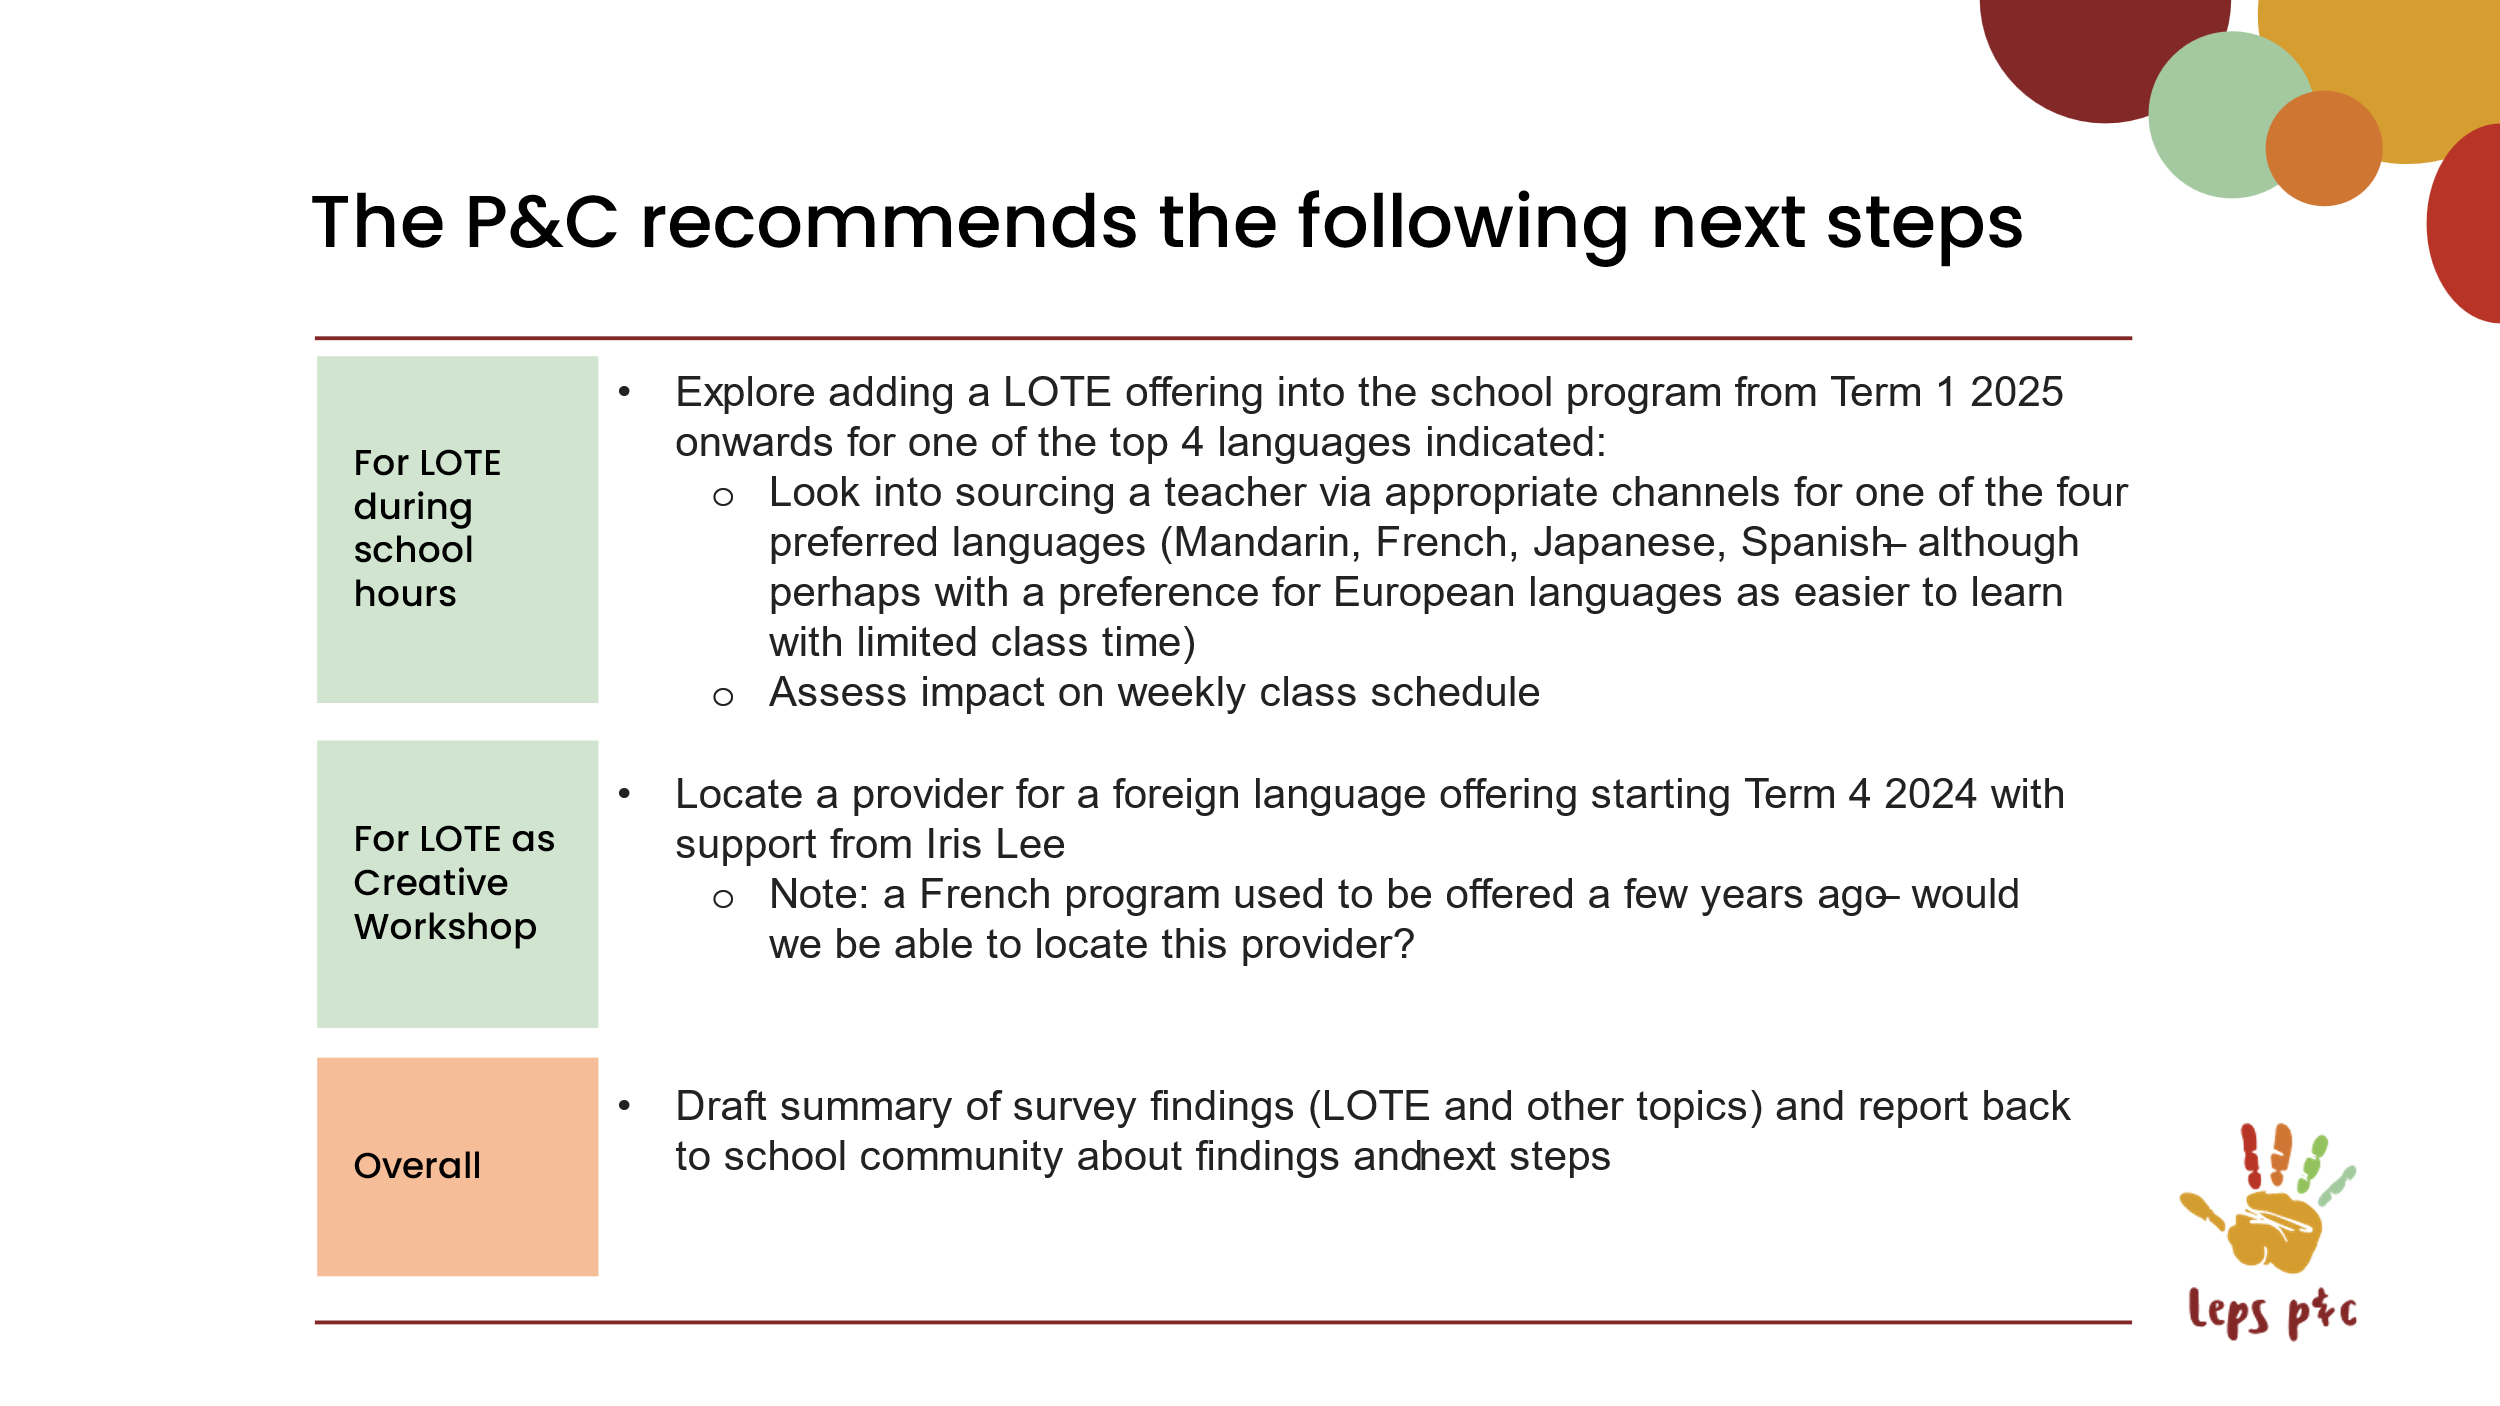 The P&C recommends the following next steps
For LOTE
during
school
hours
• Explore adding a LOTE offering into the school program from Term 1 2025
onwards for one of the top 4 languages indicated:
o Look into sourcing a teacher via appropriate channels for one of the four
preferred languages (Mandarin, French, Japanese, Spanish– although
perhaps with a preference for European languages as easier to learn
with limited class time)
o Assess impact on weekly class schedule
For LOTE as
Creative
Workshop
• Locate a provider for a foreign language offering starting Term 4 2024 with
support from Iris Lee
o Note: a French program used to be offered a few years ago– would
we be able to locate this provider?
Overall
• Draft summary of survey findings (LOTE and other topics) and report back
to school community about findings andnext steps
leps p&c